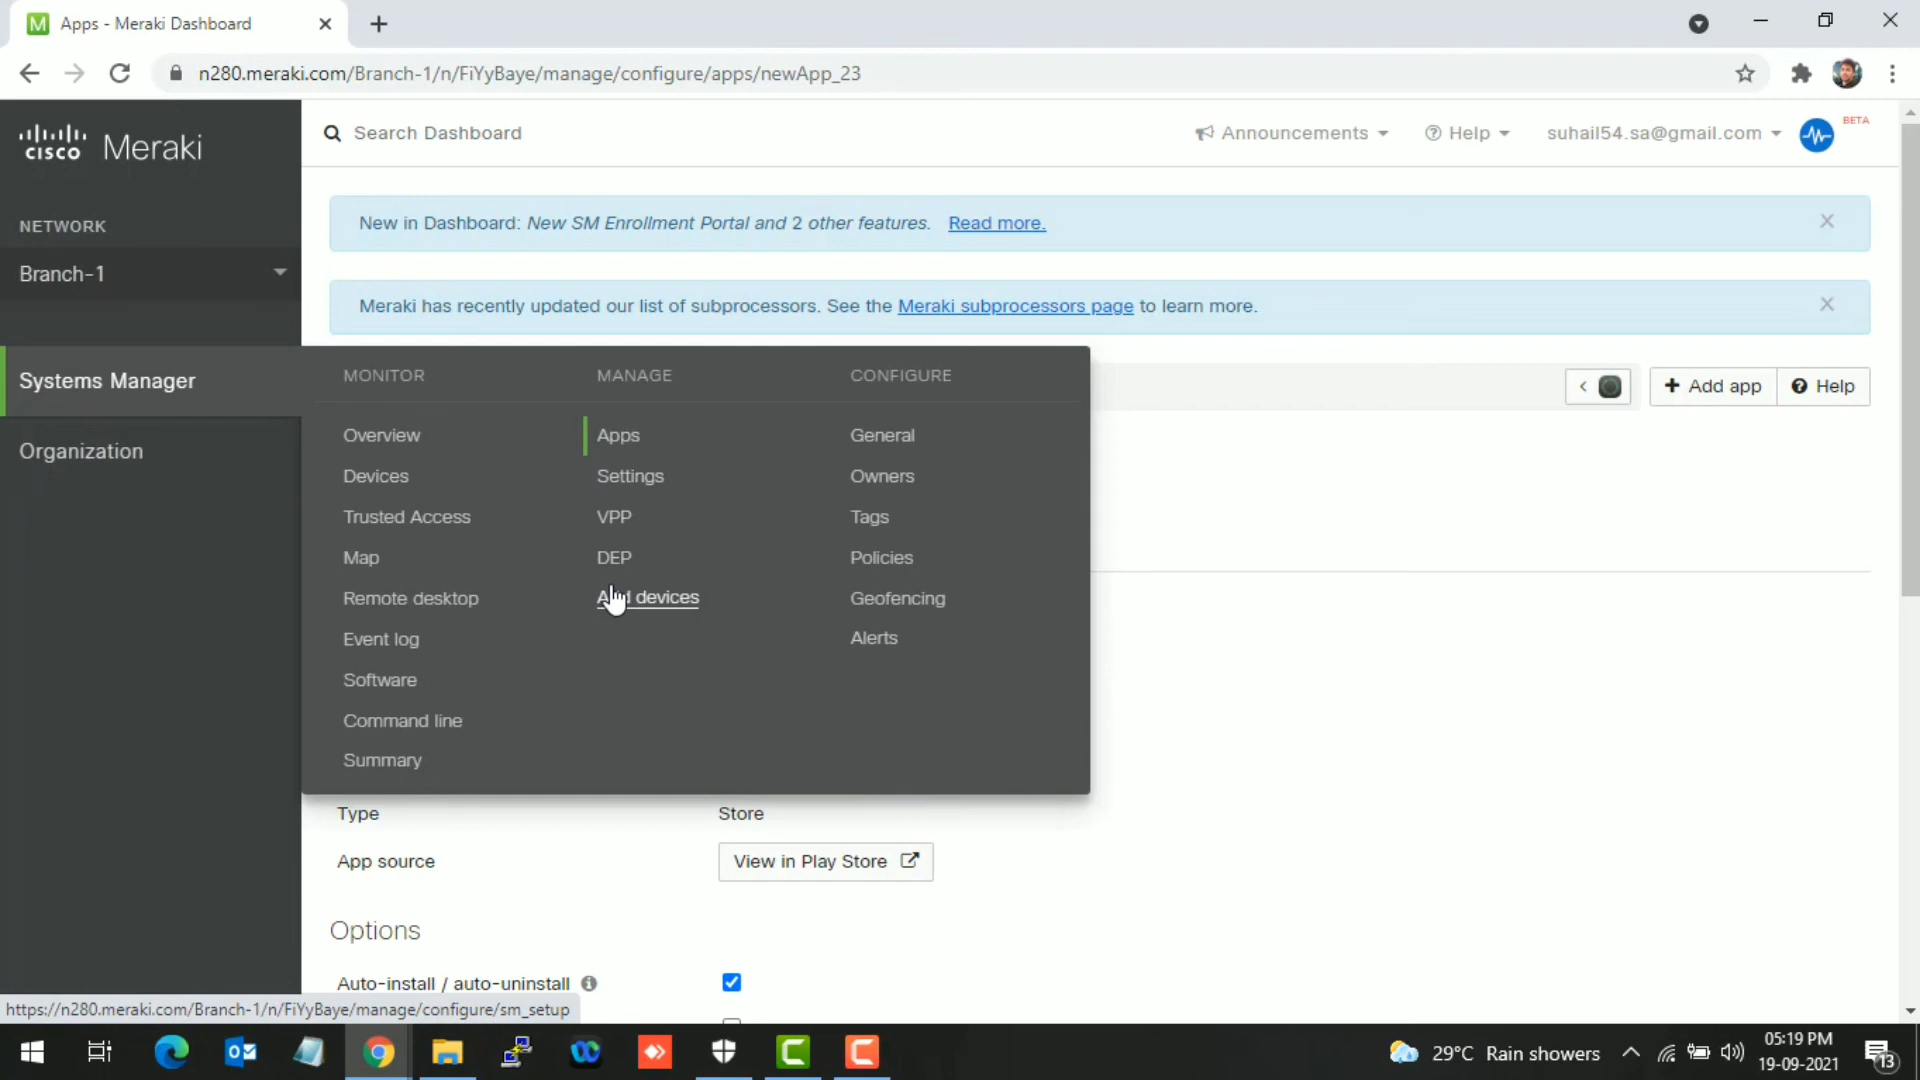 Apps - Meraki Dashboard
n280.meraki.com/Branch-1/n/FiYyBaye/manage/configure/apps/newApp_23
CISCO Meraki
Search Dashboard
Announcements
Help
suhail54.sa@gmail.com
BETA
NETWORK
Branch-1
Systems Manager
Organization
New in Dashboard: New SM Enrollment Portal and 2 other features. Read more.
Meraki has recently updated our list of subprocessors. See the Meraki subprocessors page to learn more.
+ Add app
Help
MONITOR
Overview
Devices
Trusted Access
Map
Remote desktop
Event log
Software
Command line
Summary
MANAGE
Apps
Settings
VPP
DEP
devices
CONFIGURE
General
Owners
Tags
Policies
Geofencing
Alerts
Type Store
App source View in Play Store
Options
Auto-install / auto-uninstall
https://n280.meraki.com/Branch-1/n/FiYyBaye/manage/configure/sm_setup
29°C Rain showers
05:19 PM
19-09-2021
13